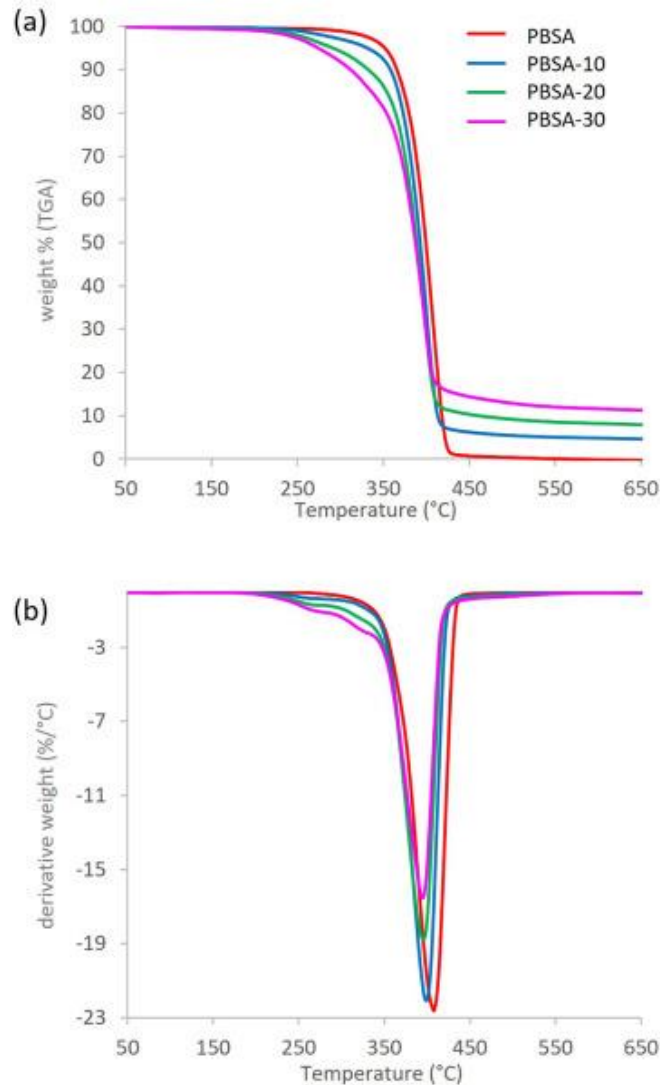 (a)
PBSA
PBSA-10
PBSA-20
PBSA-30
weight % (TGA)
100
90
80
70
60
50
40
30
20
10
0
50 150 250 350 450 550 650
Temperature (°C)
(b)
derivative weight (%/°C)
-3
-7
-11
-15
-19
-23
50 150 250 350 450 550 650
Temperature (°C)